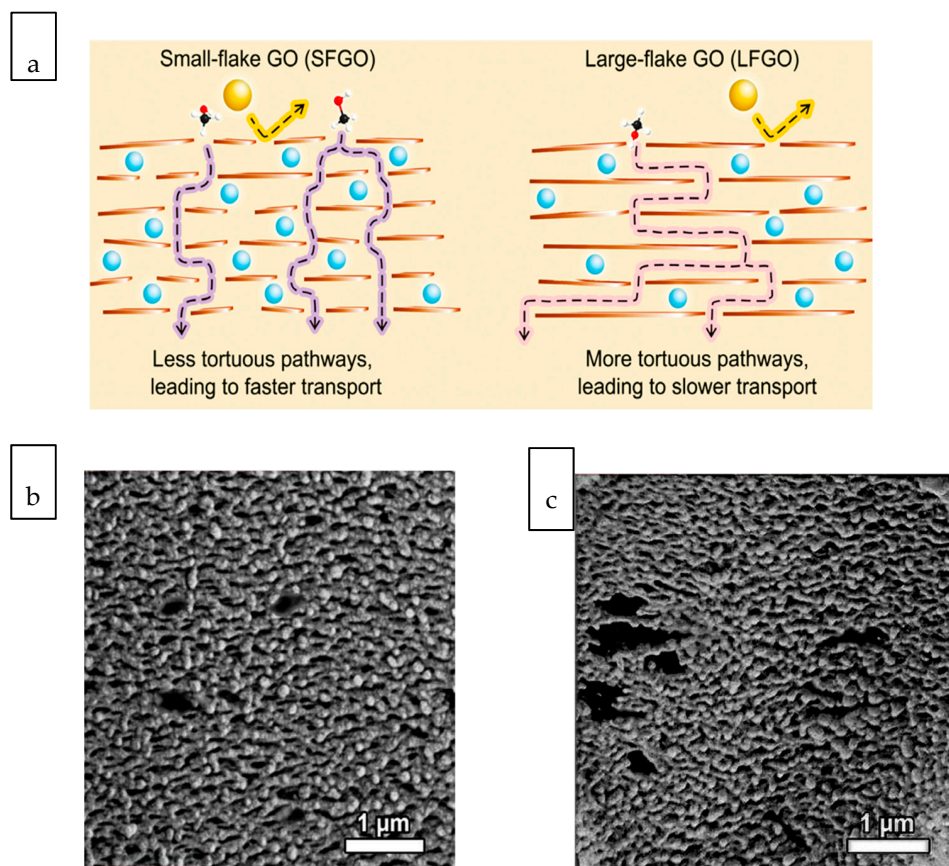 a
Small-flake GO (SFGO)
Large-flake GO (LFGO)
Less tortuous pathways,
leading to faster transport
More tortuous pathways,
leading to slower transport
b
c
1 µm
1 µm